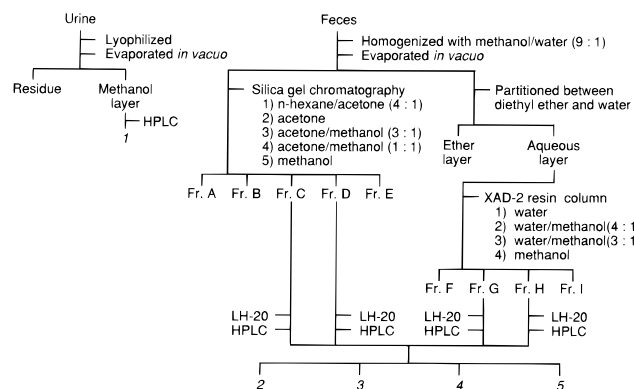 Urine
Lyophilized
Evaporated in vacuo
Residue
Methanol
layer
HPLC
1
Feces
Homogenized with methanol/water (9 : 1)
Evaporated in vacuo
Silica gel chromatography
1) n-hexane/acetone (4 : 1)
2) acetone
3) acetone/methanol (3 : 1)
4) acetone/methanol (1 : 1)
5) methanol
Partitioned between
diethyl ether and water
Ether
layer
Aqueous
layer
Fr. A Fr. B Fr. C Fr. D Fr. E
XAD-2 resin column
1) water
2) water/methanol(4 : 1
3) water/methanol(3 : 1
4) methanol
Fr. F Fr. G Fr. H Fr. I
LH-20 LH-20 LH-20 LH-20
HPLC HPLC HPLC HPLC
2 3 4 5